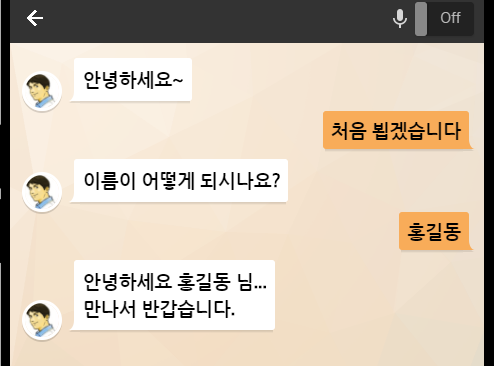 Off
안녕하세요~
처음 뵙겠습니다
이름이 어떻게 되시나요?
홍길동
안녕하세요 홍길동 님...
만나서 반갑습니다.